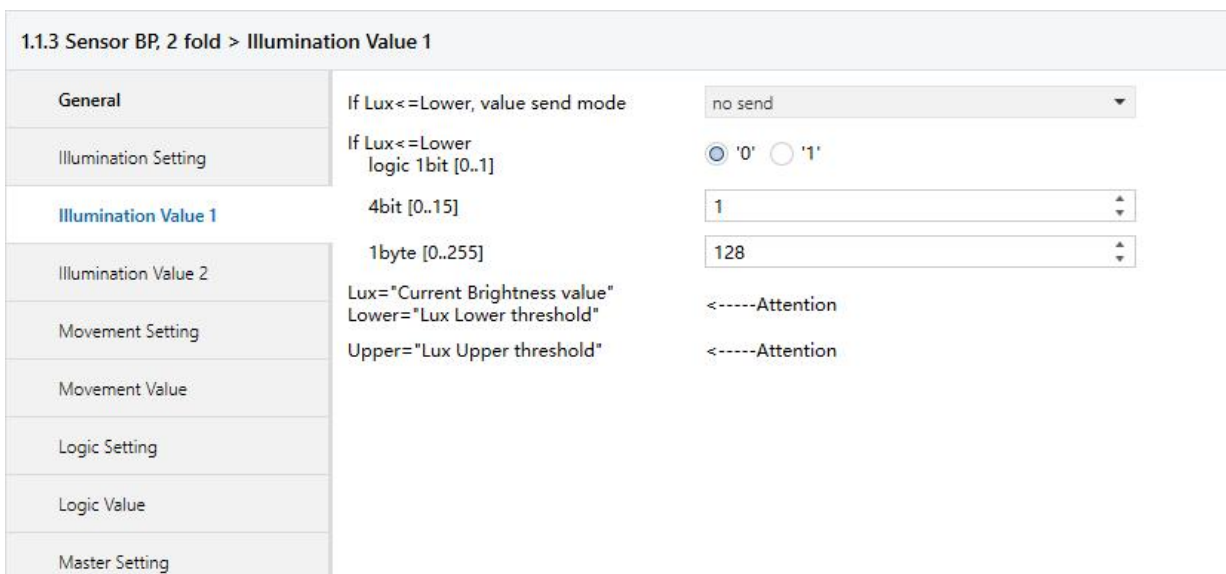 1.1.3 Sensor BP, 2 fold > Illumination Value 1
General
Illumination Setting
Illumination Value 1
Illumination Value 2
Movement Setting
Movement Value
Logic Setting
Logic Value
Master Setting
If Lux<=Lower, value send mode
no send
If Lux<=Lower
logic 1bit [0..1]
'0' '1'
4bit [0..15]
1
1byte [0..255]
128
Lux="Current Brightness value"
Lower="Lux Lower threshold"
<-----Attention
Upper="Lux Upper threshold"
<-----Attention